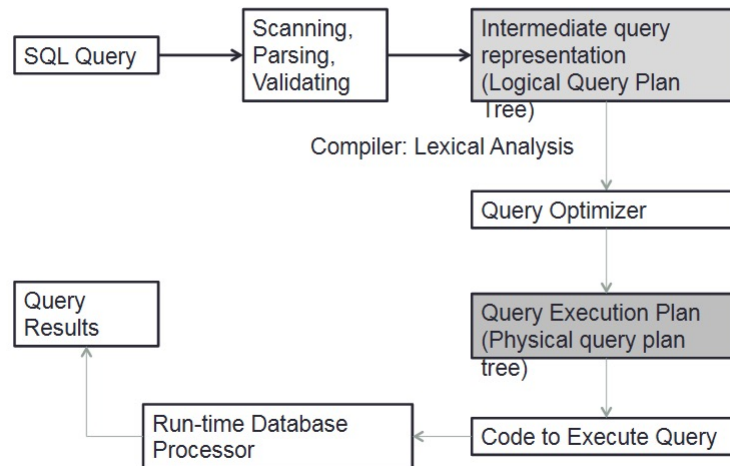 SQL Query
Scanning,
Parsing,
Validating
Intermediate query
representation
(Logical Query Plan
Tree)
Compiler: Lexical Analysis
Query Optimizer
Query Execution Plan
(Physical query plan
tree)
Code to Execute Query
Run-time Database
Processor
Query
Results